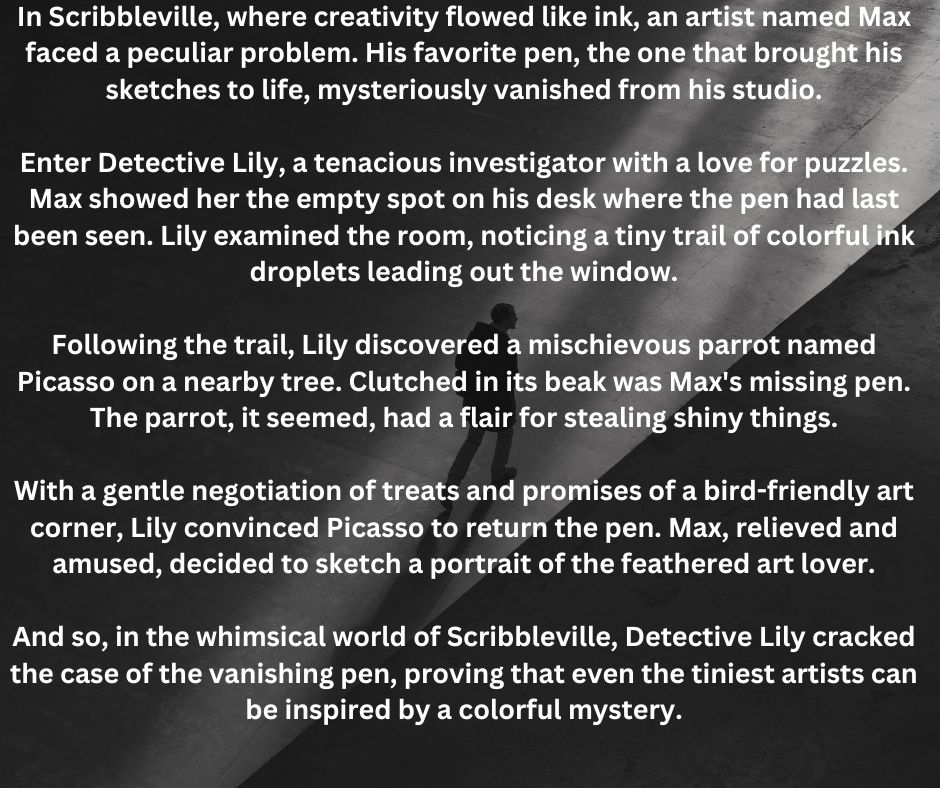 In Scribbleville, where creativity flowed like ink, an artist named Max
faced a peculiar problem. His favorite pen, the one that brought his
sketches to life, mysteriously vanished from his studio.
Enter Detective Lily, a tenacious investigator with a love for puzzles.
Max showed her the empty spot on his desk where the pen had last
been seen. Lily examined the room, noticing a tiny trail of colorful ink
droplets leading out the window.
Following the trail, Lily discovered a mischievous parrot named
Picasso on a nearby tree. Clutched in its beak was Max's missing pen.
The parrot, it seemed, had a flair for stealing shiny things.
With a gentle negotiation of treats and promises of a bird-friendly art
corner, Lily convinced Picasso to return the pen. Max, relieved and
amused, decided to sketch a portrait of the feathered art lover.
And so, in the whimsical world of Scribbleville, Detective Lily cracked
the case of the vanishing pen, proving that even the tiniest artists can
be inspired by a colorful mystery.